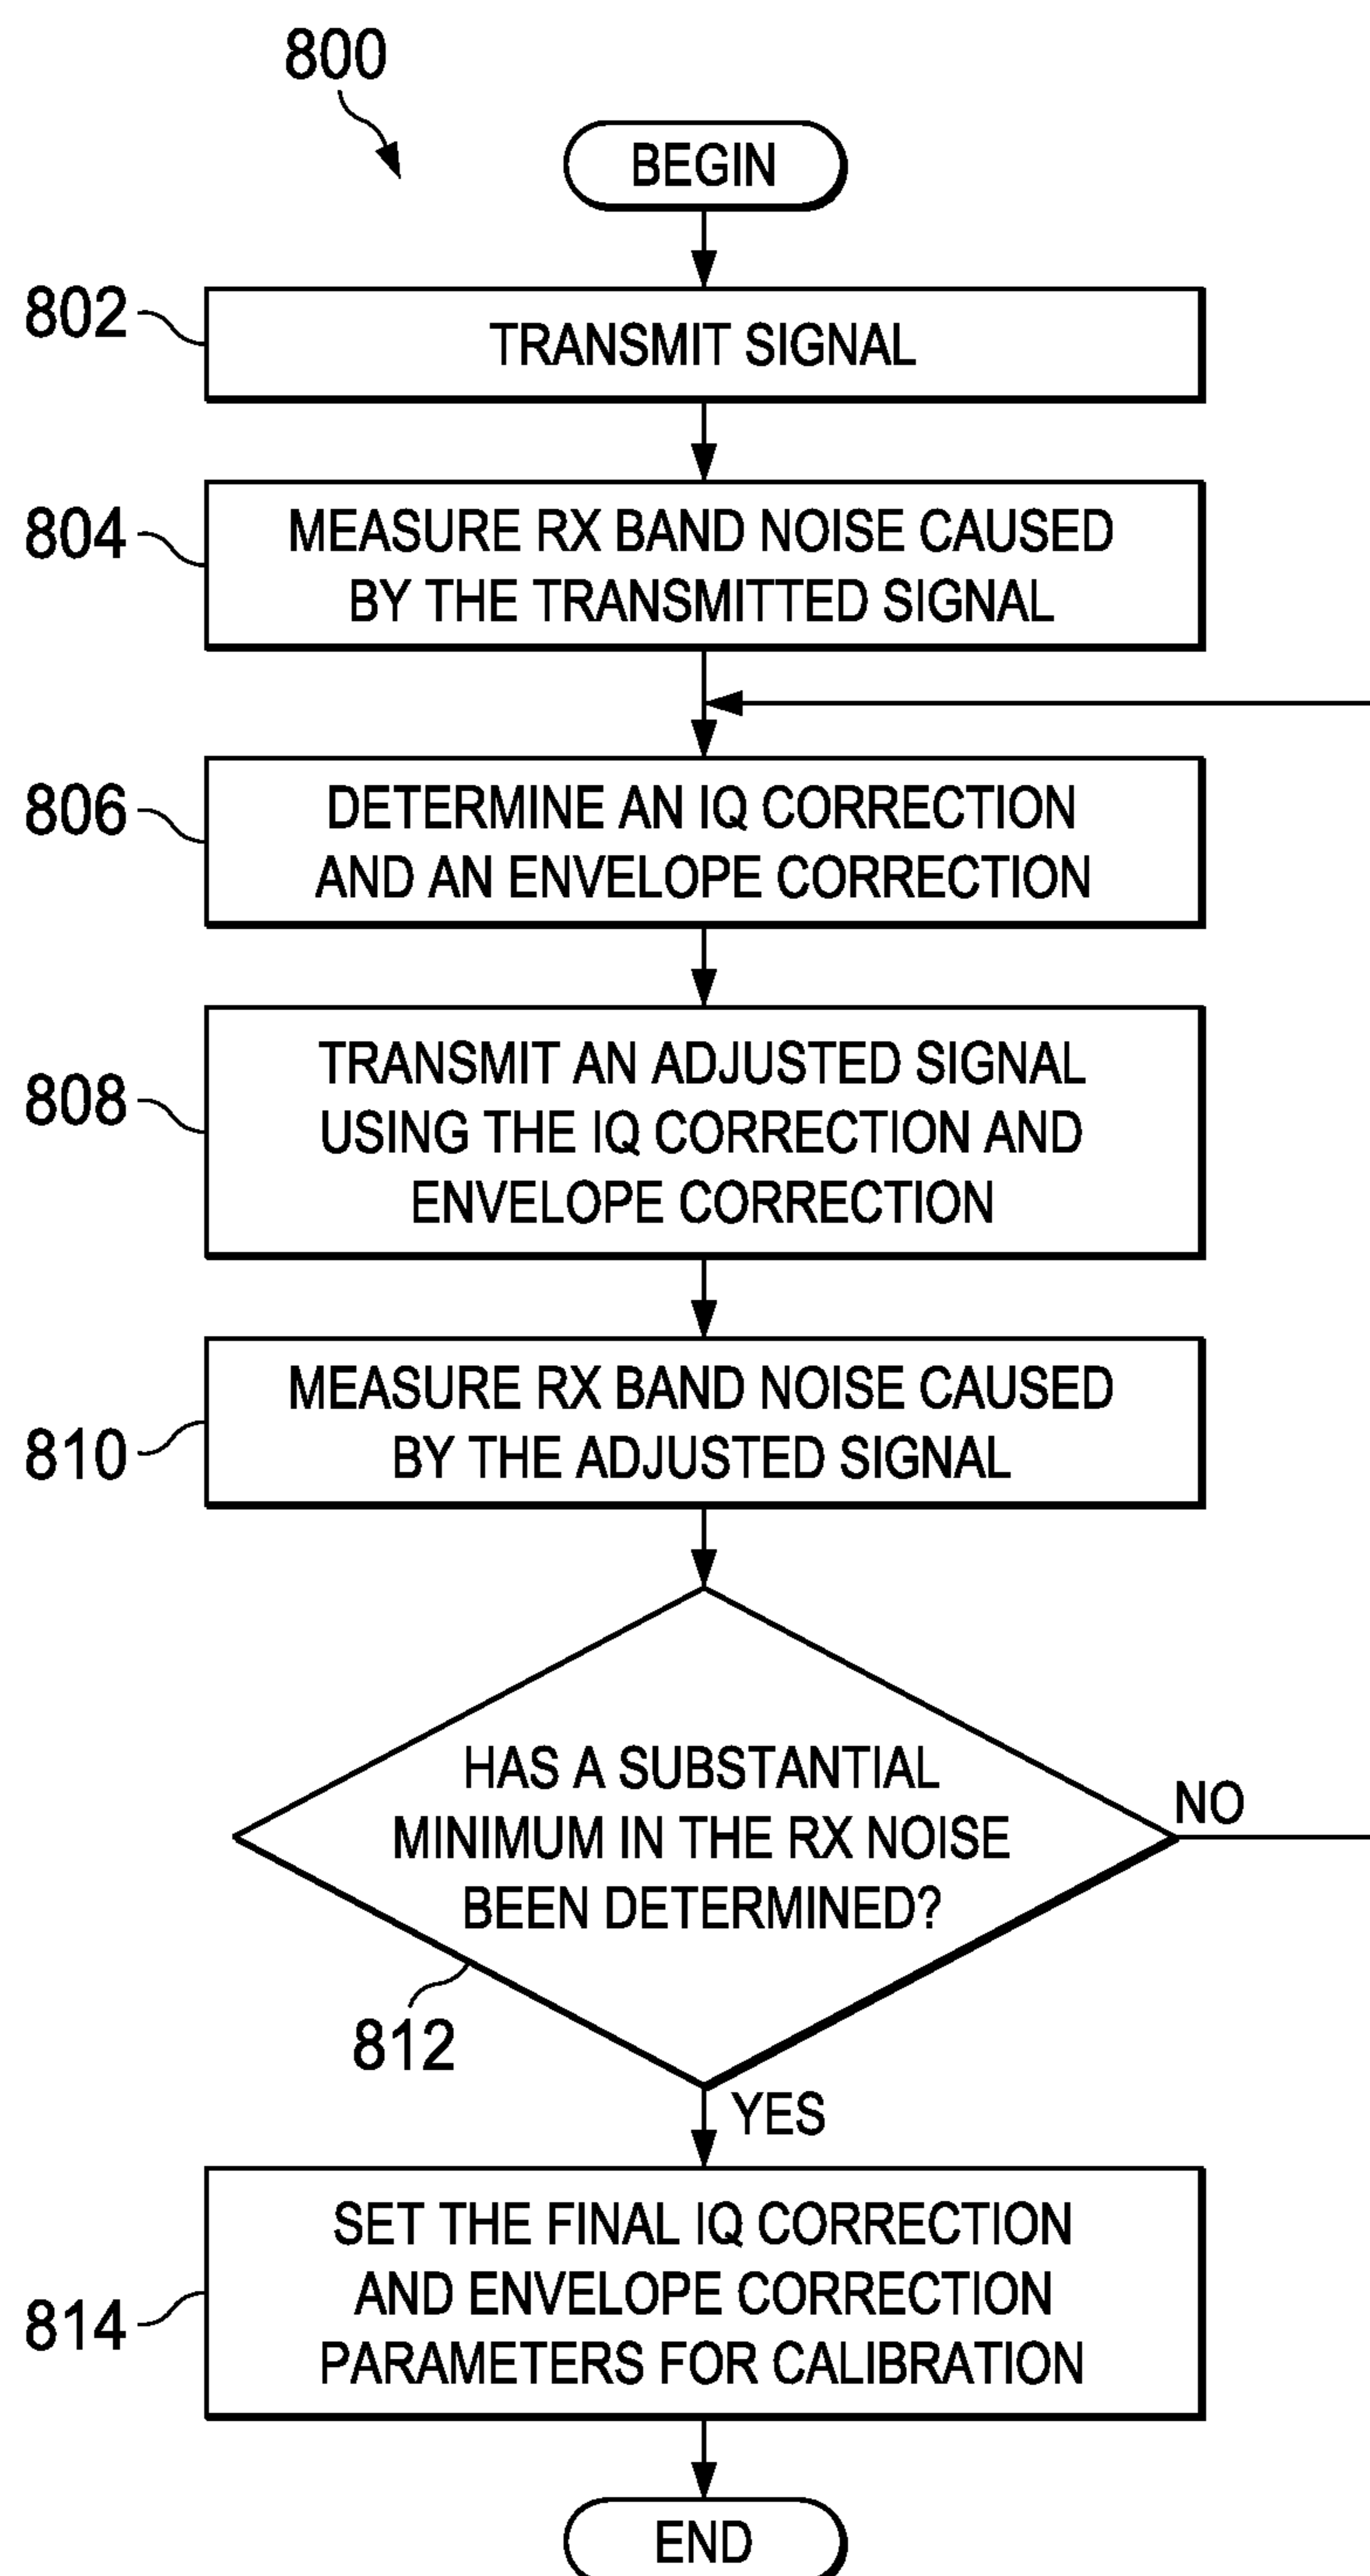 800
BEGIN
802
TRANSMIT SIGNAL
804
MEASURE RX BAND NOISE CAUSED
BY THE TRANSMITTED SIGNAL
806
DETERMINE AN IQ CORRECTION
AND AN ENVELOPE CORRECTION
808
TRANSMIT AN ADJUSTED SIGNAL
USING THE IQ CORRECTION AND
ENVELOPE CORRECTION
810
MEASURE RX BAND NOISE CAUSED
BY THE ADJUSTED SIGNAL
HAS A SUBSTANTIAL
MINIMUM IN THE RX NOISE
BEEN DETERMINED?
NO
812
YES
814
SET THE FINAL IQ CORRECTION
AND ENVELOPE CORRECTION
PARAMETERS FOR CALIBRATION
END